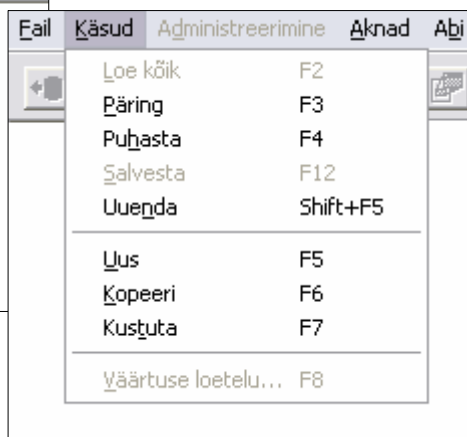 Fail Käsud Administreerimine Aknad Abi
Loe kõik F2
Päring F3
Puhasta F4
Salvesta F12
Uuenda Shift+F5
Uus F5
Kopeeri F6
Kustuta F7
Väärtuse loetelu... F8